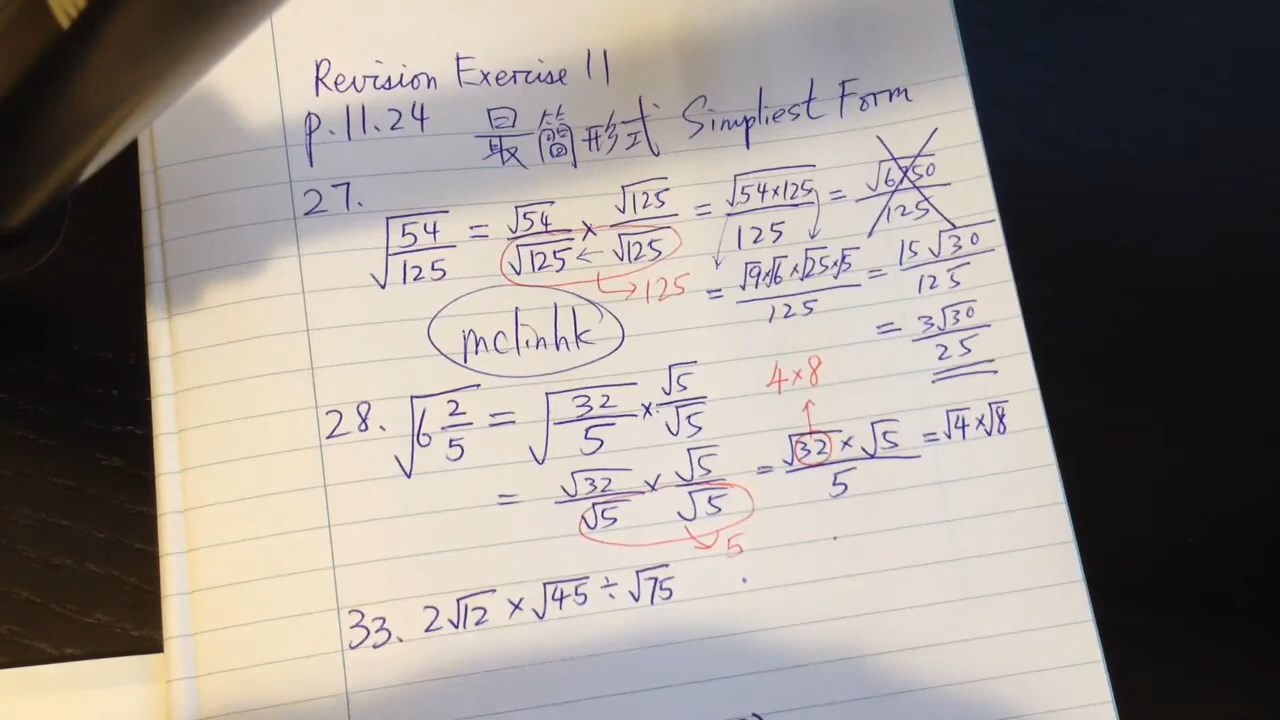 Revision Exercise 11
p.11.24 最簡形式 Simpliest Form
27.
√(54/125) = √54/√125 × √125/√125 = √(54×125)/125 = √6750/125
→125
= √9×√6×√25×√5/125 = 15√30/125
= 3√30/25
mclinhk
4×8
28. √(6 2/5) = √(32/5) × √5/√5
= √32/√5 × √5/√5 = √32 × √5/5 = √4 × √8
5
33. 2√12 × √45 ÷ √75